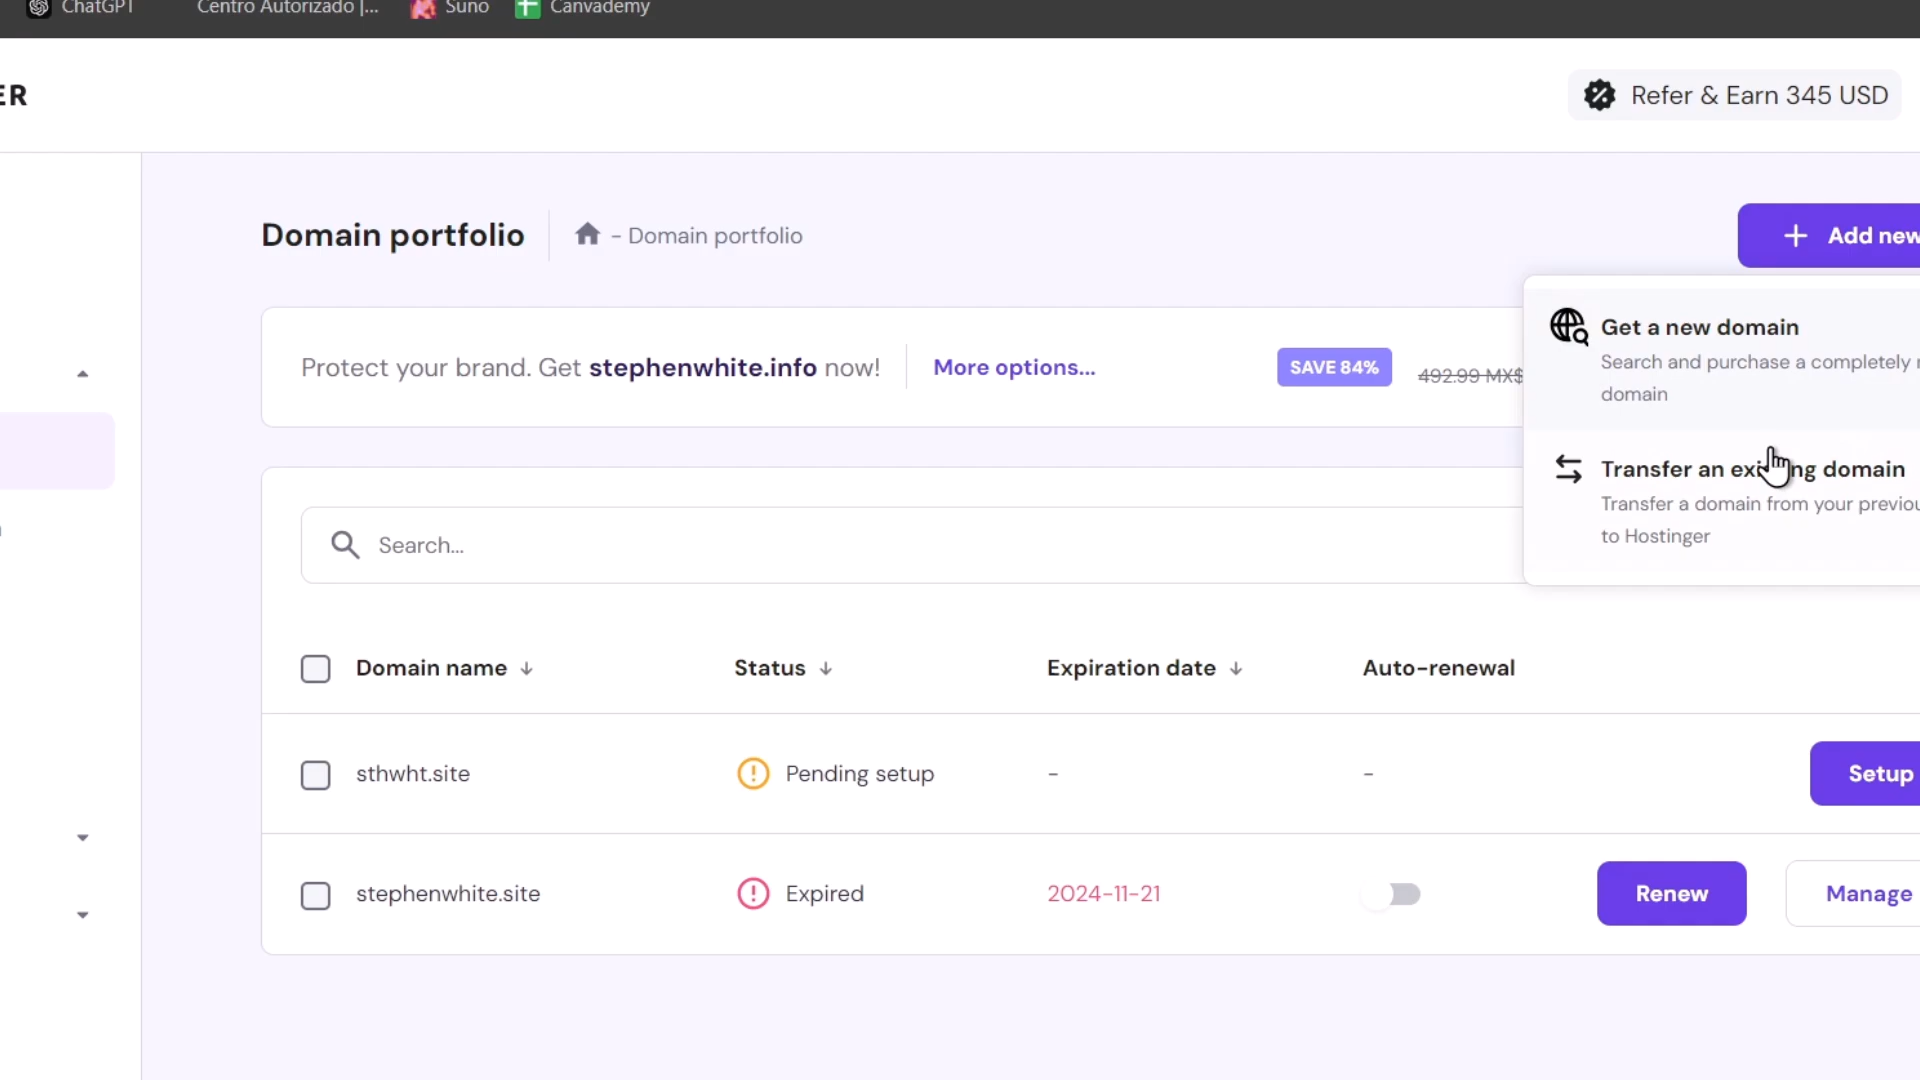 ChatGPT
Centro Autorizado |...
Suno
Canvademy
ER
Refer & Earn 345 USD
Domain portfolio
- Domain portfolio
+ Add new
Protect your brand. Get stephenwhite.info now!
More options...
SAVE 84%
492.99 MX$
Get a new domain
Search and purchase a completely
domain
Transfer an existing domain
Transfer a domain from your previou
to Hostinger
Search...
Domain name ↓
Status ↓
Expiration date ↓
Auto-renewal
sthwht.site
Pending setup
-
-
Setup
stephenwhite.site
Expired
2024-11-21
Renew
Manage